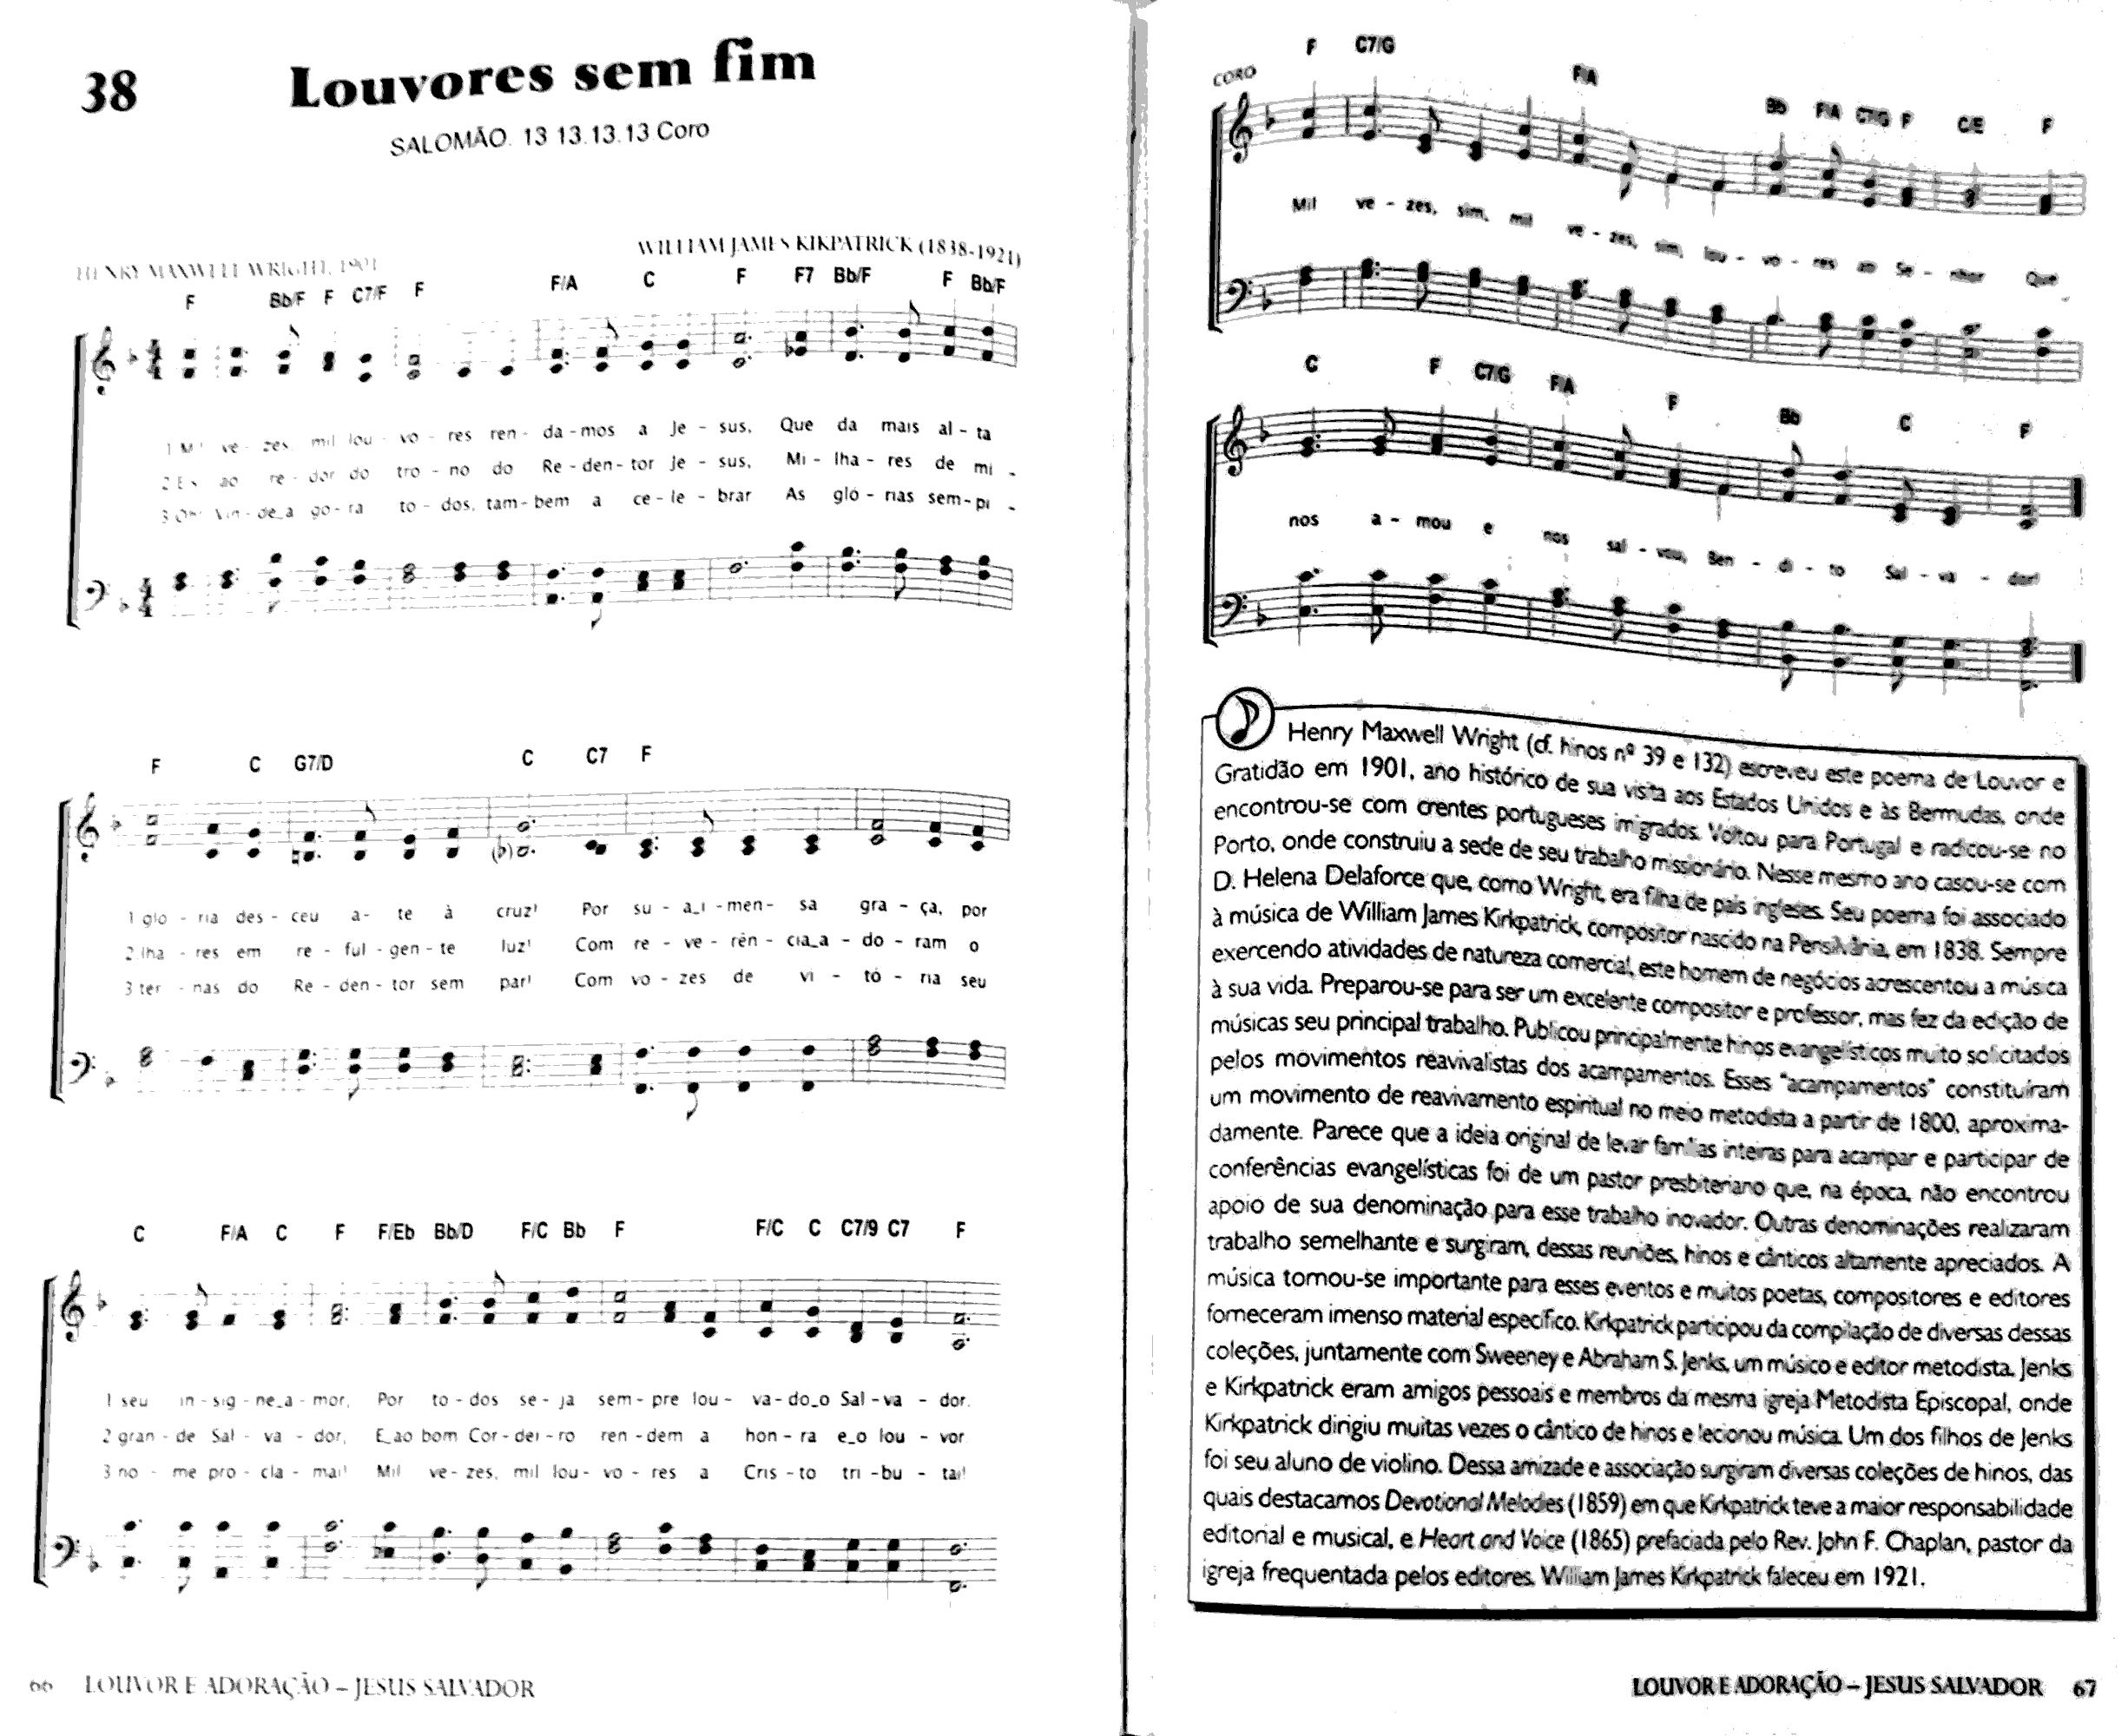 38
Louvores sem fim
SALOMÃO. 13 13.13.13 Coro
HENRY MAXWELL WRIGHT, 1901
WILLIAM JAMES KIRKPATRICK (1838-1921)
F Bb/F F C7/F F F/A C F F7 Bb/F F Bb/F
1 Mil ve - zes, mil lou - vo - res ren - da - mos a Je - sus, Que da mais al - ta
2 Eis ao re - dor do tro - no do Re - den - tor Je - sus, Mi - lha - res de mi -
3 Oh! Vin - de_a go - ra to - dos, tam - bem a ce - le - brar As gló - rias sem - pi -
F C G7/D C C7 F
1 gló - ria des - ceu a - te à cruz! Por su - a_i - men - sa gra - ça, por
2 lha - res em re - ful - gen - te luz! Com re - ve - rên - cia_a - do - ram o
3 ter - nas do Re - den - tor sem par! Com vo - zes de vi - tó - ria seu
C F/A C F F/Eb Bb/D F/C Bb F F/C C C7/9 C7 F
1 seu in - sig - ne_a - mor, Por to - dos se - ja sem - pre lou - va - do_o Sal - va - dor.
2 gran - de Sal - va - dor, E_ao bom Cor - dei - ro ren - dem a hon - ra e_o lou - vor
3 no - me pro - cla - mai! Mil ve - zes, mil lou - vo - res a Cris - to tri - bu - tai!
66 LOUVOR E ADORAÇÃO – JESUS SALVADOR
CORO
F C7/G F/A Bb F/A C7/G F C/E F
Mil ve - zes, sim, mil ve - zes, sim, lou - vo - res ao Se - nhor Que
C F C7/G F/A F Bb C F
nos a - mou e nos sal - vou, Ben - di - to Sal - va - dor!
Henry Maxwell Wright (cf. hinos nº 39 e 132) escreveu este poema de Louvor e
Gratidão em 1901, ano histórico de sua visita aos Estados Unidos e às Bermudas, onde
encontrou-se com crentes portugueses imigrados. Voltou para Portugal e radicou-se no
Porto, onde construiu a sede de seu trabalho missionário. Nesse mesmo ano casou-se com
D. Helena Delaforce que, como Wright, era filha de pais ingleses. Seu poema foi associado
à música de William James Kirkpatrick, compositor nascido na Pensilvânia, em 1838. Sempre
exercendo atividades de natureza comercial, este homem de negócios acrescentou a música
à sua vida. Preparou-se para ser um excelente compositor e professor, mas fez da edição de
músicas seu principal trabalho. Publicou principalmente hinos evangelísticos muito solicitados
pelos movimentos reavivalistas dos acampamentos. Esses "acampamentos" constituíram
um movimento de reavivamento espiritual no meio metodista a partir de 1800, aproxima-
damente. Parece que a ideia original de levar famílias inteiras para acampar e participar de
conferências evangelísticas foi de um pastor presbiteriano que, na época, não encontrou
apoio de sua denominação para esse trabalho inovador. Outras denominações realizaram
trabalho semelhante e surgiram, dessas reuniões, hinos e cânticos altamente apreciados. A
música tornou-se importante para esses eventos e muitos poetas, compositores e editores
forneceram imenso material específico. Kirkpatrick participou da compilação de diversas dessas
coleções, juntamente com Sweeney e Abraham S. Jenks, um músico e editor metodista. Jenks
e Kirkpatrick eram amigos pessoais e membros da mesma igreja Metodista Episcopal, onde
Kirkpatrick dirigiu muitas vezes o cântico de hinos e lecionou música. Um dos filhos de Jenks
foi seu aluno de violino. Dessa amizade e associação surgiram diversas coleções de hinos, das
quais destacamos Devotional Melodies (1859) em que Kirkpatrick teve a maior responsabilidade
editorial e musical, e Heart and Voice (1865) prefaciada pelo Rev. John F. Chaplan, pastor da
igreja frequentada pelos editores. William James Kirkpatrick faleceu em 1921.
LOUVOR E ADORAÇÃO – JESUS SALVADOR 67